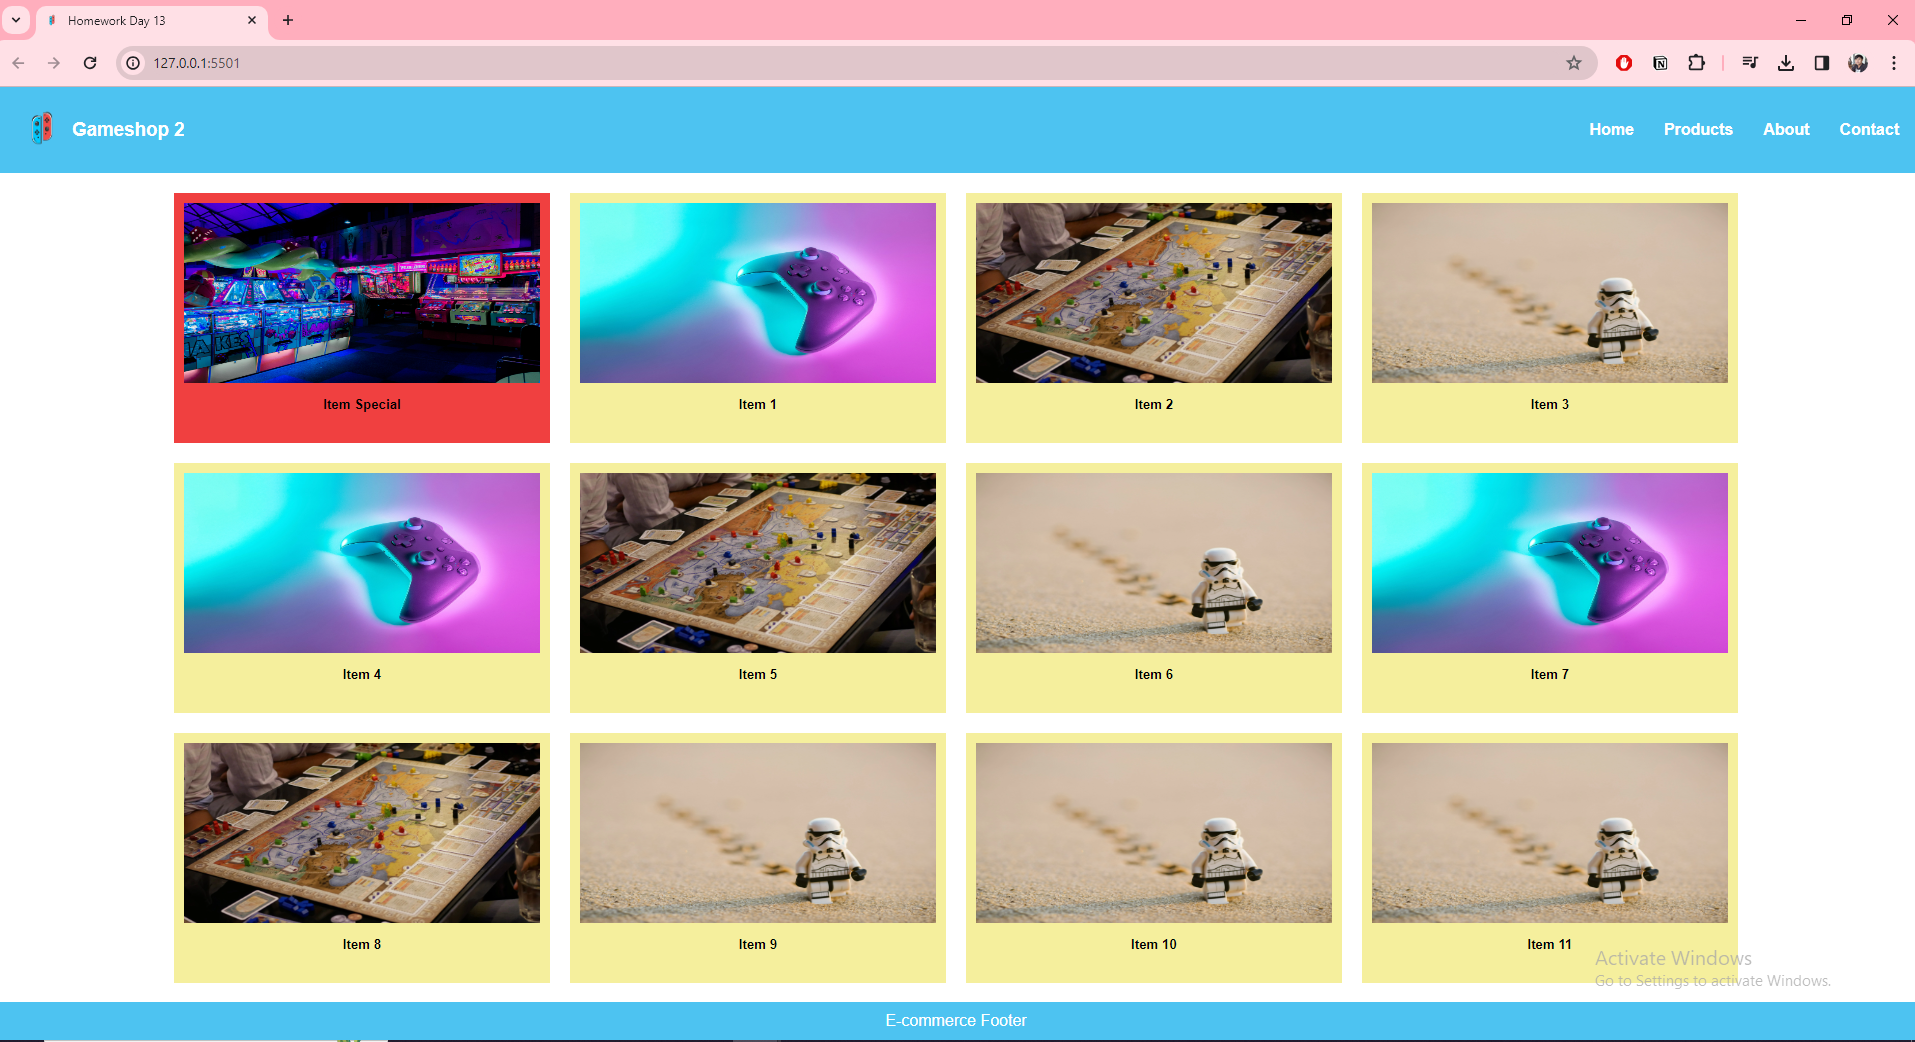 Homework Day 13
127.0.0.1:5501
Gameshop 2
Home Products About Contact
Item Special
Item 1
Item 2
Item 3
Item 4
Item 5
Item 6
Item 7
Item 8
Item 9
Item 10
Item 11
Activate Windows
Go to Settings to activate Windows.
E-commerce Footer